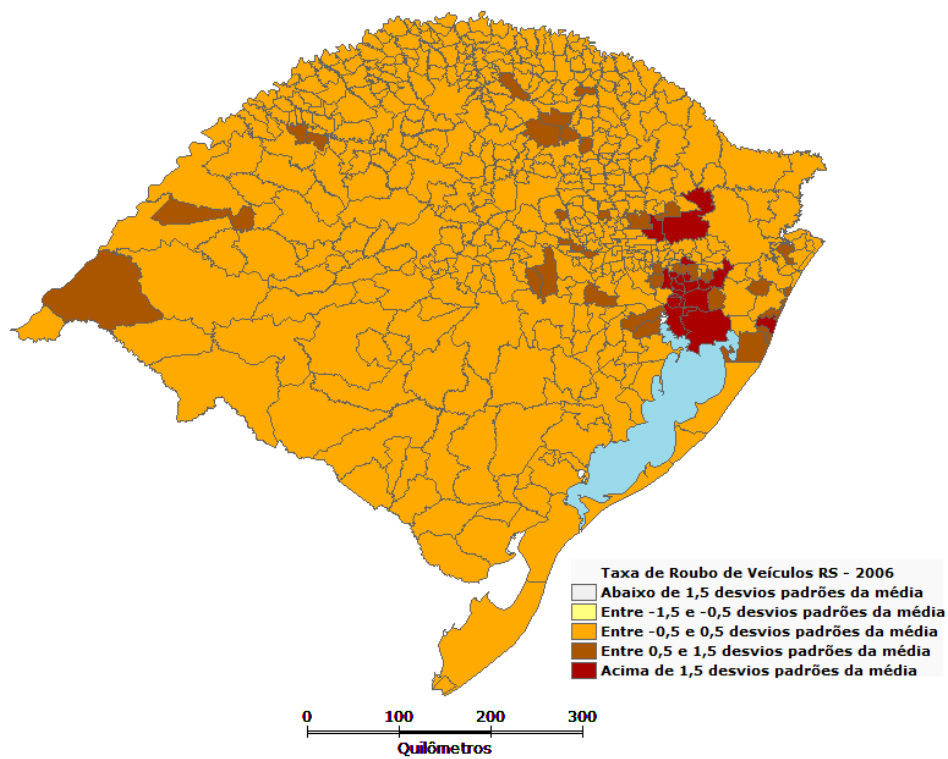 Taxa de Roubo de Veículos RS - 2006
Abaixo de 1,5 desvios padrões da média
Entre -1,5 e -0,5 desvios padrões da média
Entre -0,5 e 0,5 desvios padrões da média
Entre 0,5 e 1,5 desvios padrões da média
Acima de 1,5 desvios padrões da média
0 100 200 300
Quilômetros